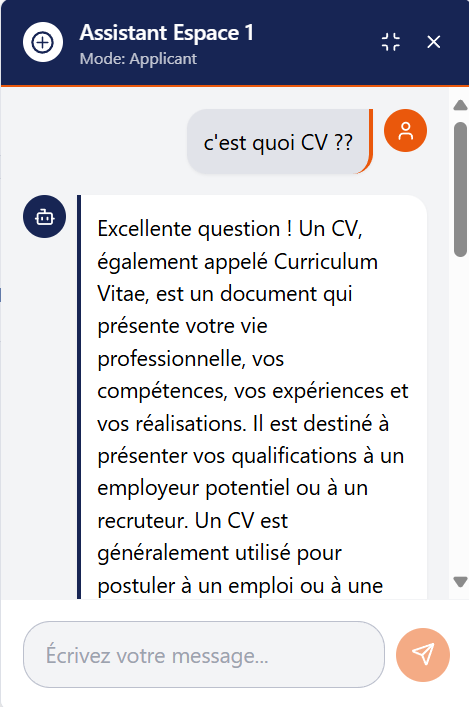 Assistant Espace 1
Mode: Applicant
c'est quoi CV ??
Excellente question ! Un CV,
également appelé Curriculum
Vitae, est un document qui
présente votre vie
professionnelle, vos
compétences, vos expériences et
vos réalisations. Il est destiné à
présenter vos qualifications à un
employeur potentiel ou à un
recruteur. Un CV est
généralement utilisé pour
postuler à un emploi ou à une
Écrivez votre message...